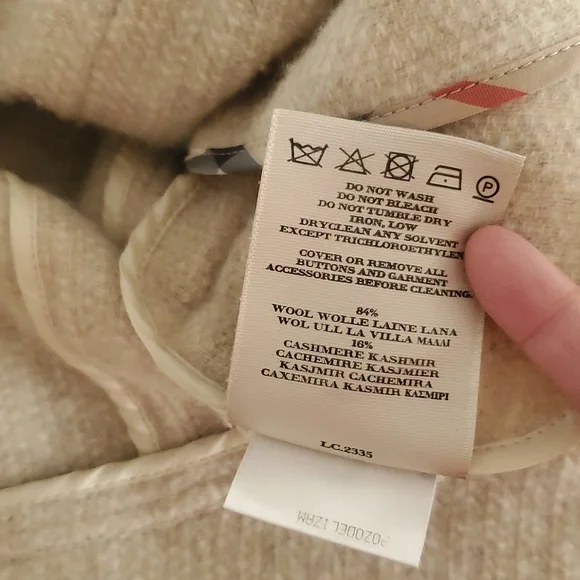 P
DO NOT WASH
DO NOT BLEACH
DO NOT TUMBLE DRY
IRON, LOW
DRYCLEAN ANY SOLVENT
EXCEPT TRICHLOROETHYLEN
COVER OR REMOVE ALL
BUTTONS AND GARMENT
ACCESSORIES BEFORE CLEANING.
84%
WOOL WOLLE LAINE LANA
WOL ULL LA VILLA ΜΑΛΛΙ
16%
CASHMERE KASHMIR
CACHEMIRE KASJMIER
KASJMIR CACHEMIRA
CAXEMIRA KASMIR ΚΑΣΜΙΡΙ
LC.2335
POZODELIZAM